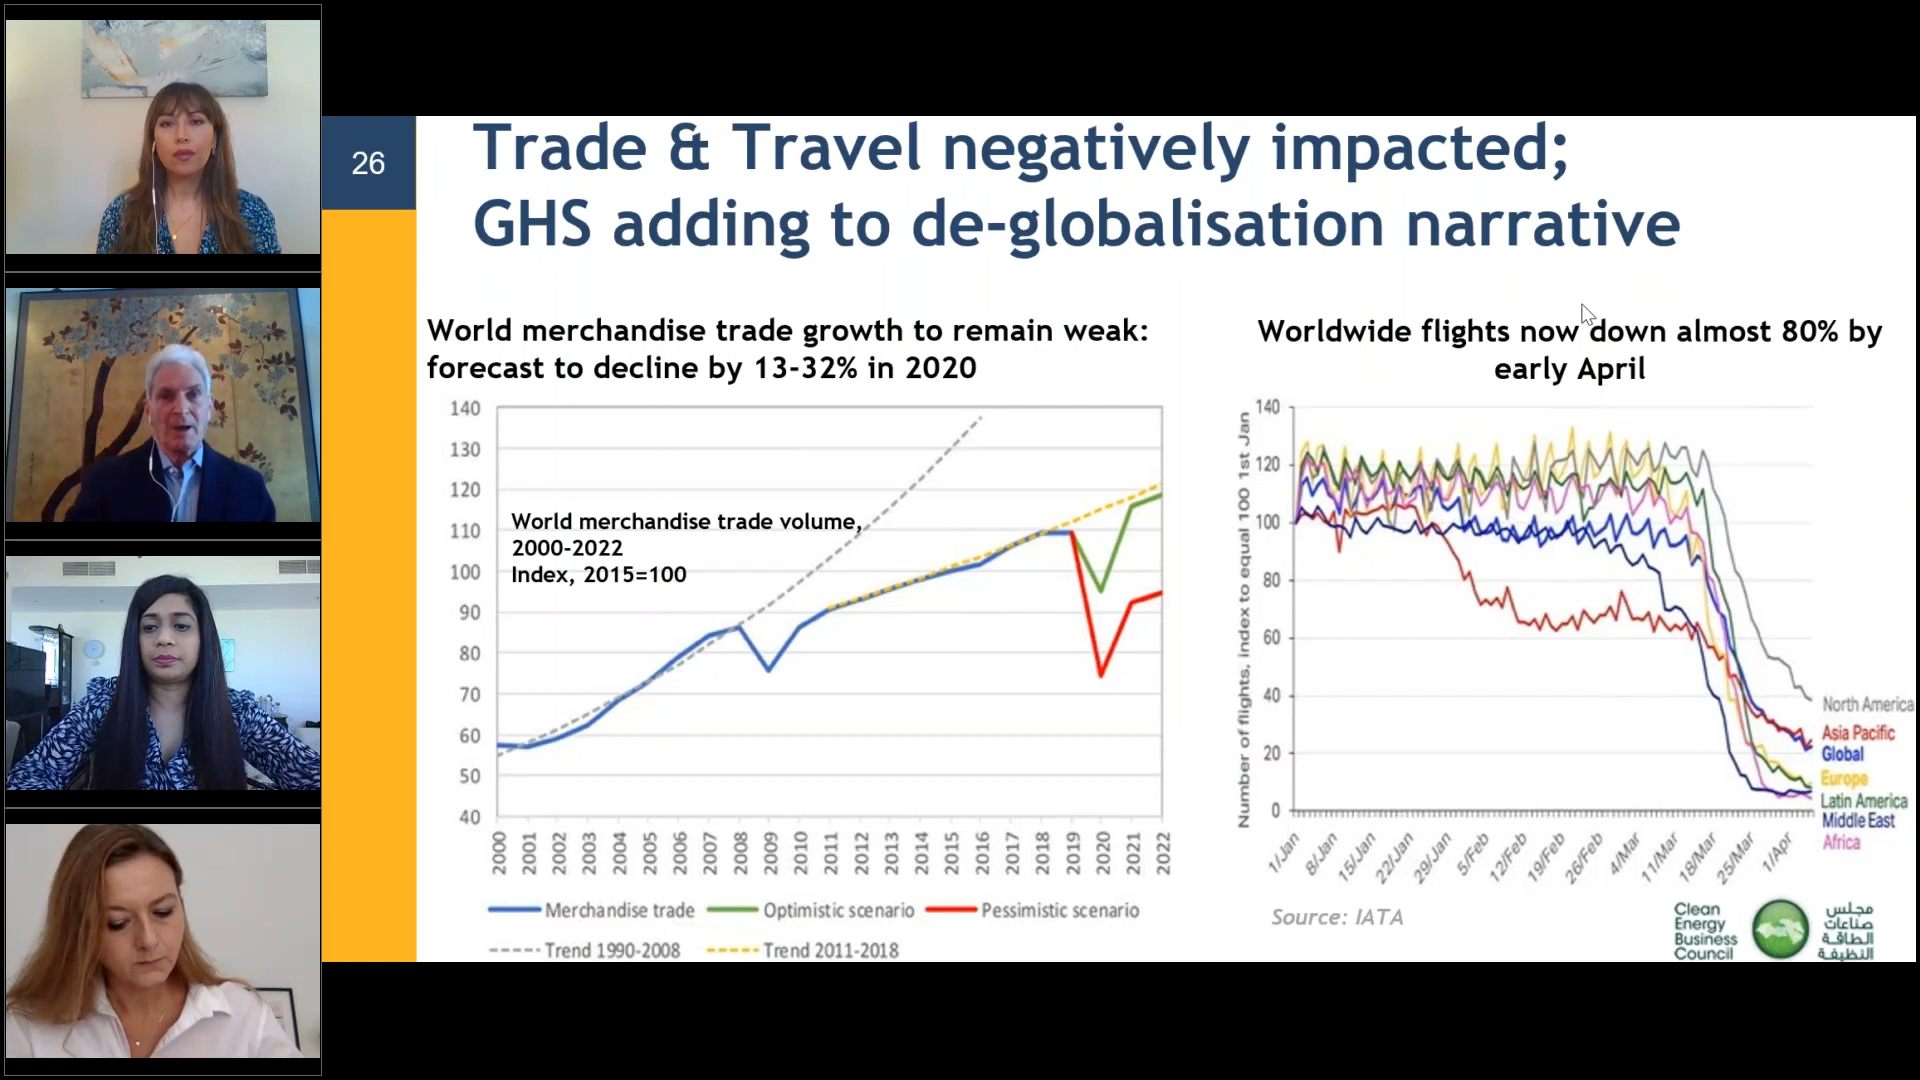 26
Trade & Travel negatively impacted;
GHS adding to de-globalisation narrative
World merchandise trade growth to remain weak:
forecast to decline by 13-32% in 2020
140
130
120
110
100
90
80
70
60
50
40
World merchandise trade volume,
2000-2022
Index, 2015=100
2000
2001
2002
2003
2004
2005
2006
2007
2008
2009
2010
2011
2012
2013
2014
2015
2016
2017
2018
2019
2020
2021
2022
Merchandise trade
Optimistic scenario
Pessimistic scenario
Trend 1990-2008
Trend 2011-2018
Worldwide flights now down almost 80% by
early April
Number of flights, index to equal 100 1st Jan
140
120
100
80
60
40
20
0
1/Jan
8/Jan
15/Jan
22/Jan
29/Jan
5/Feb
12/Feb
19/Feb
26/Feb
4/Mar
11/Mar
18/Mar
25/Mar
1/Apr
North America
Asia Pacific
Global
Europe
Latin America
Middle East
Africa
Source: IATA
Clean
Energy
Business
Council
مجلس
صناعات
الطاقة
النظيفة